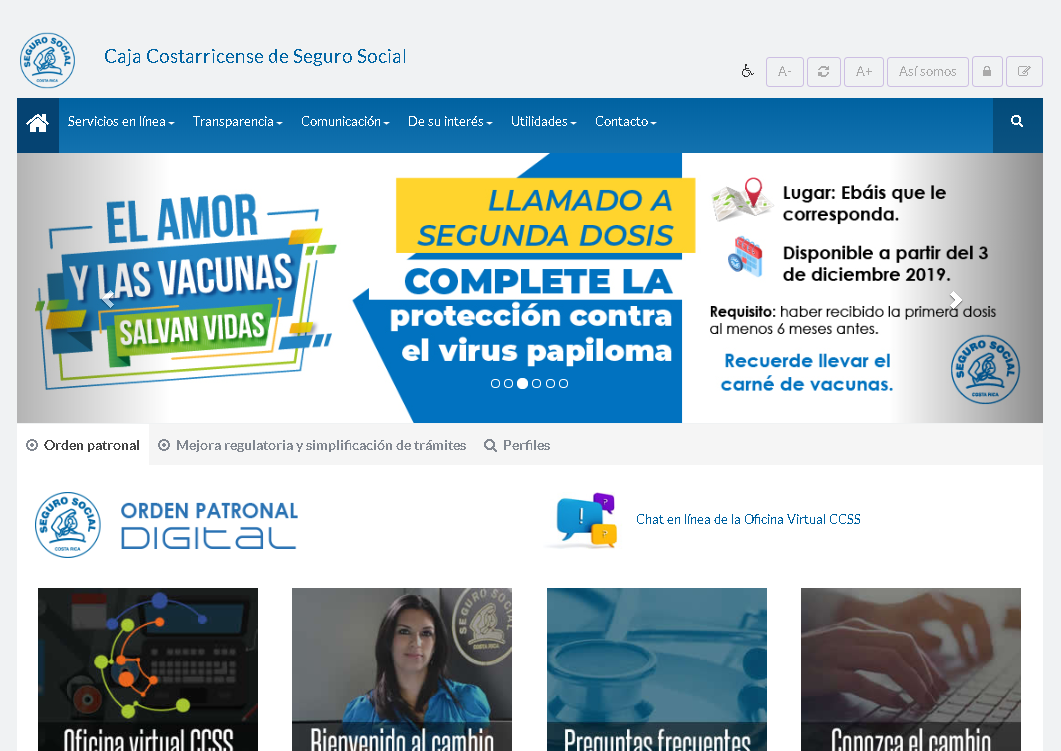 SEGURO SOCIAL
COSTA RICA
Caja Costarricense de Seguro Social
A-
A+
Así somos
Servicios en línea
Transparencia
Comunicación
De su interés
Utilidades
Contacto
EL AMOR
Y LAS VACUNAS
SALVAN VIDAS
LLAMADO A
SEGUNDA DOSIS
COMPLETE LA
protección contra
el virus papiloma
Lugar: Ebáis que le
corresponda.
Disponible a partir del 3
de diciembre 2019.
Requisito: haber recibido la primera dosis
al menos 6 meses antes.
Recuerde llevar el
carné de vacunas.
SEGURO SOCIAL
COSTA RICA
Orden patronal
Mejora regulatoria y simplificación de trámites
Perfiles
SEGURO SOCIAL
COSTA RICA
ORDEN PATRONAL
DIGITAL
!
?
?
Chat en línea de la Oficina Virtual CCSS
SEGURO SOCIAL
Oficina virtual CCSS
Bienvenido al cambio
Preguntas frecuentes
Conozca el cambio